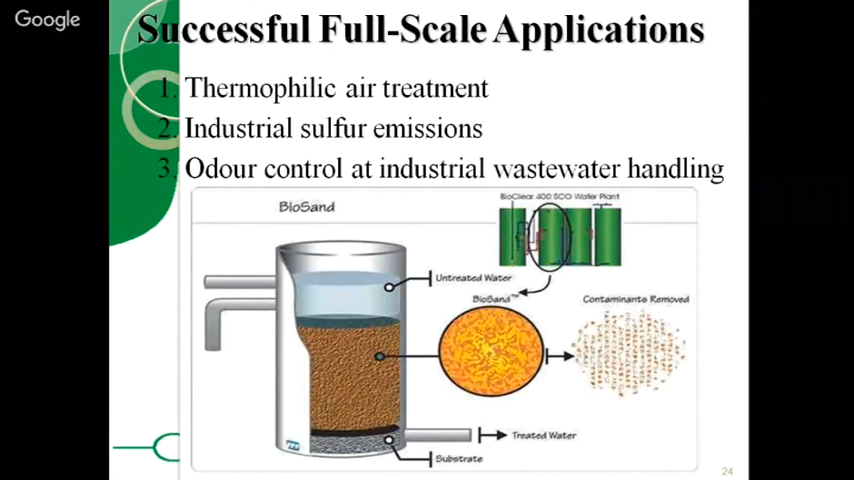 Google
Successful Full-Scale Applications
1. Thermophilic air treatment
2. Industrial sulfur emissions
3. Odour control at industrial wastewater handling
BioSand
BioClear 400 SCO Water Plant
Untreated Water
BioSand™
Contaminants Removed
Treated Water
Substrate
24